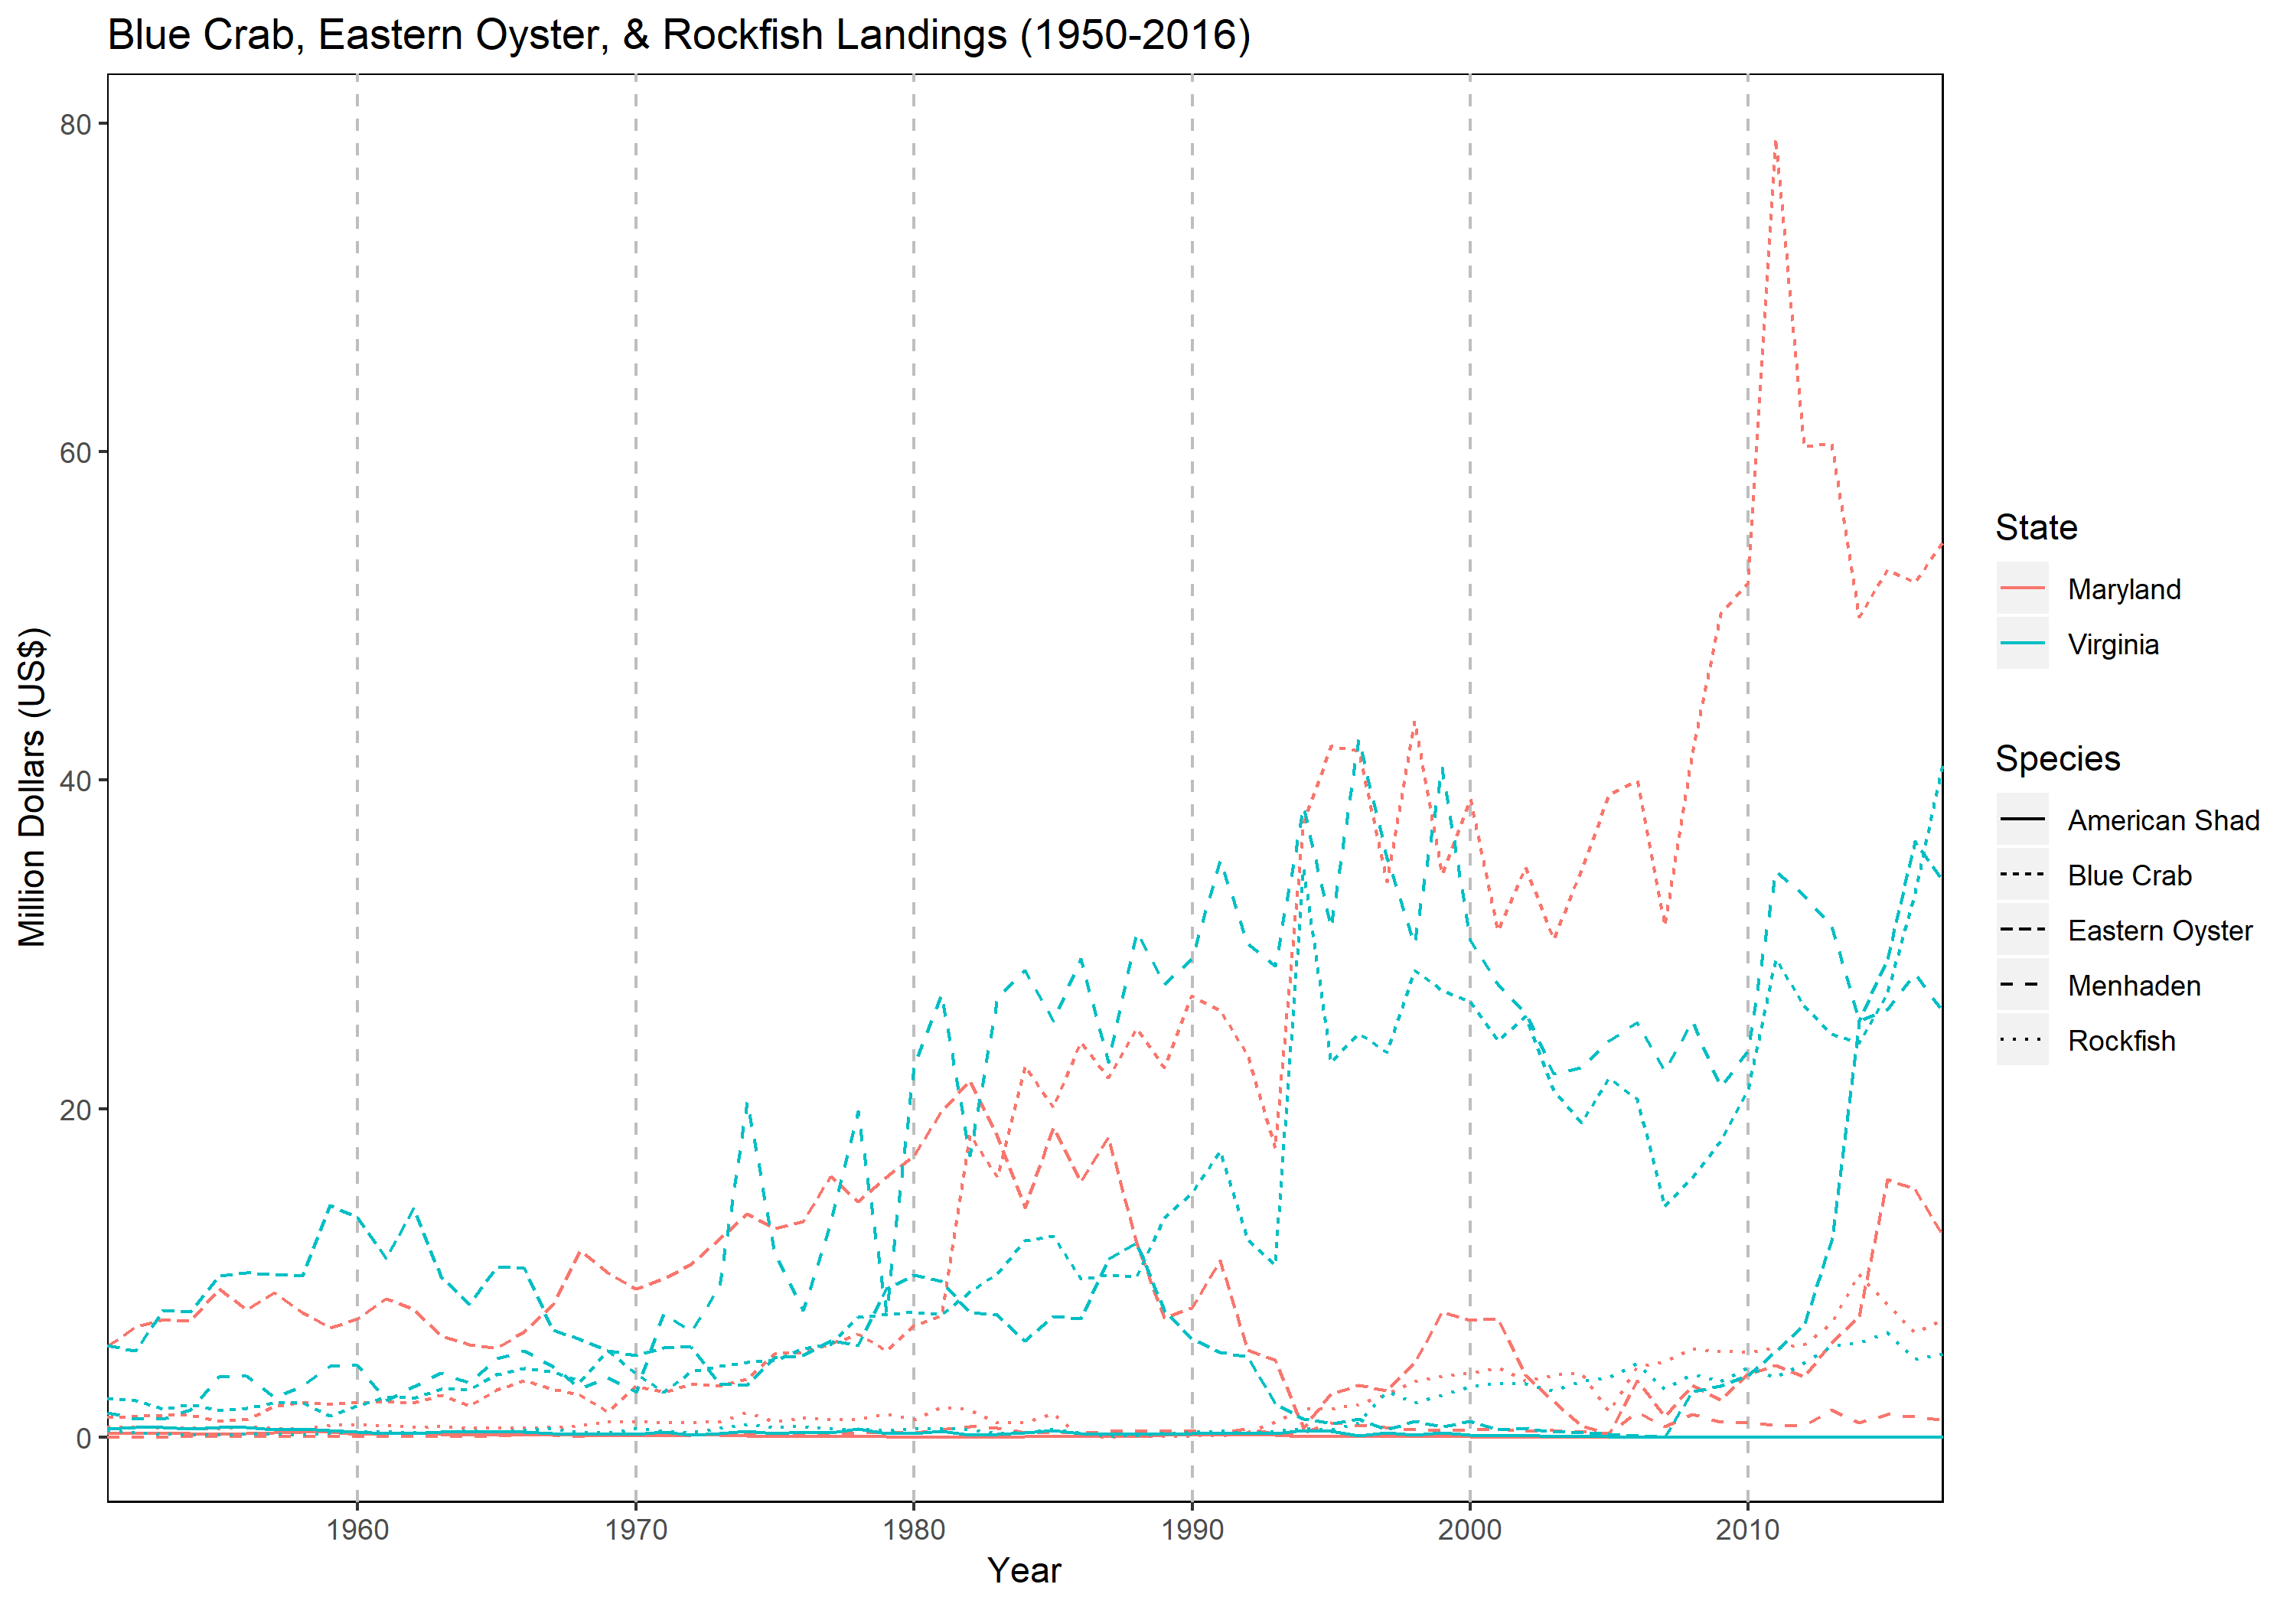 Blue Crab, Eastern Oyster, & Rockfish Landings (1950-2016)
80
60
40
20
0
Million Dollars (US$)
1960 1970 1980 1990 2000 2010
Year
State
Maryland
Virginia
Species
American Shad
Blue Crab
Eastern Oyster
Menhaden
Rockfish